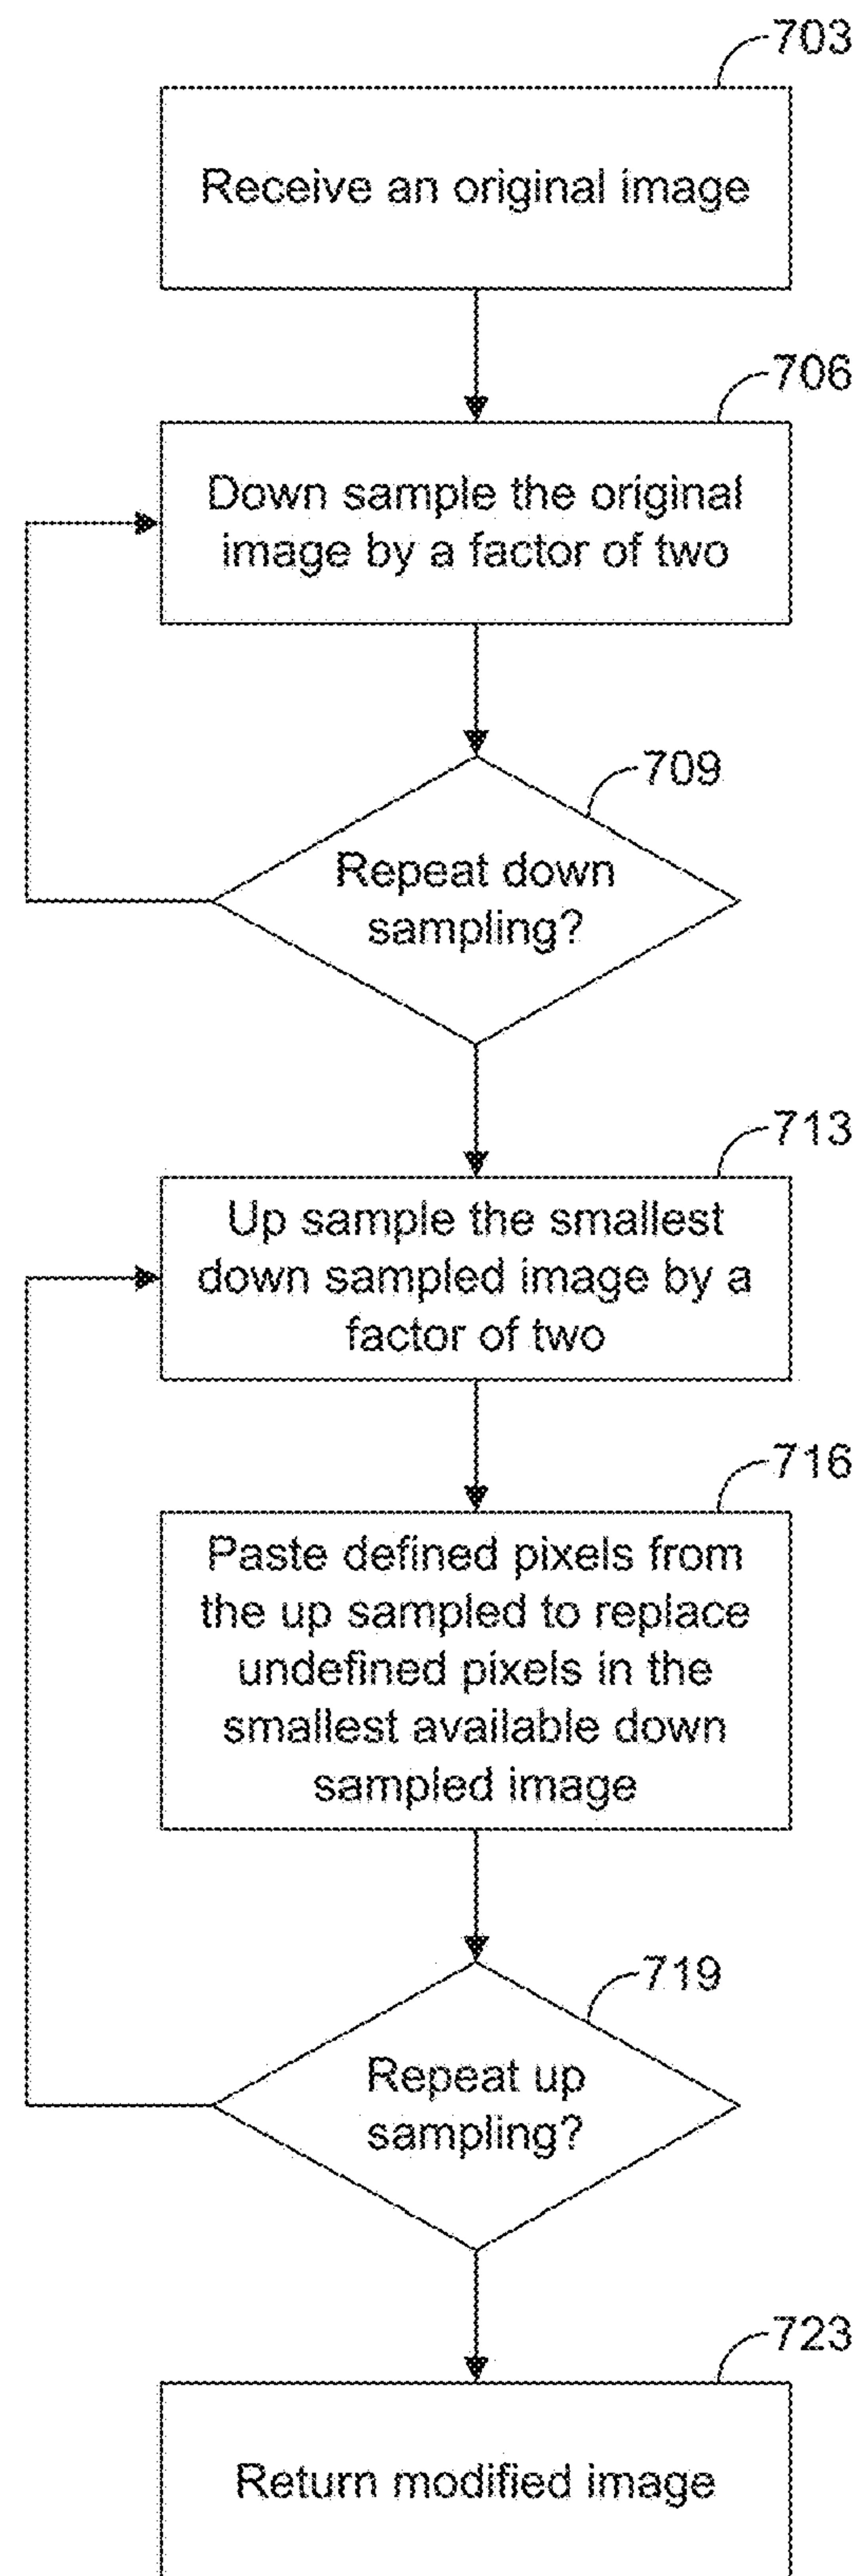 703
Receive an original image
706
Down sample the original
image by a factor of two
709
Repeat down
sampling?
713
Up sample the smallest
down sampled image by a
factor of two
716
Paste defined pixels from
the up sampled to replace
undefined pixels in the
smallest available down
sampled image
719
Repeat up
sampling?
723
Return modified image